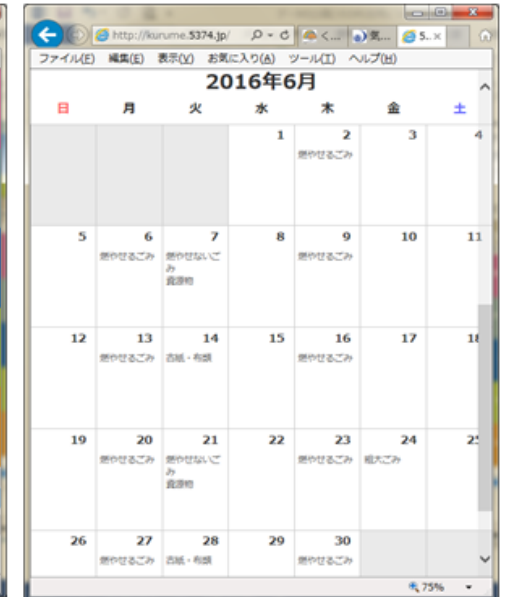 http://kurume.5374.jp/
く...
気...
5...
ファイル(F) 編集(E) 表示(V) お気に入り(A) ツール(T) ヘルプ(H)
2016年6月
日 月 火 水 木 金 土
1 2 3 4
燃やせるごみ
5 6 7 8 9 10 11
燃やせるごみ 燃やせないご 燃やせるごみ
み
資源物
12 13 14 15 16 17 18
燃やせるごみ 古紙・布類 燃やせるごみ
19 20 21 22 23 24 25
燃やせるごみ 燃やせないご 燃やせるごみ 粗大ごみ
み
資源物
26 27 28 29 30
燃やせるごみ 古紙・布類 燃やせるごみ
75%